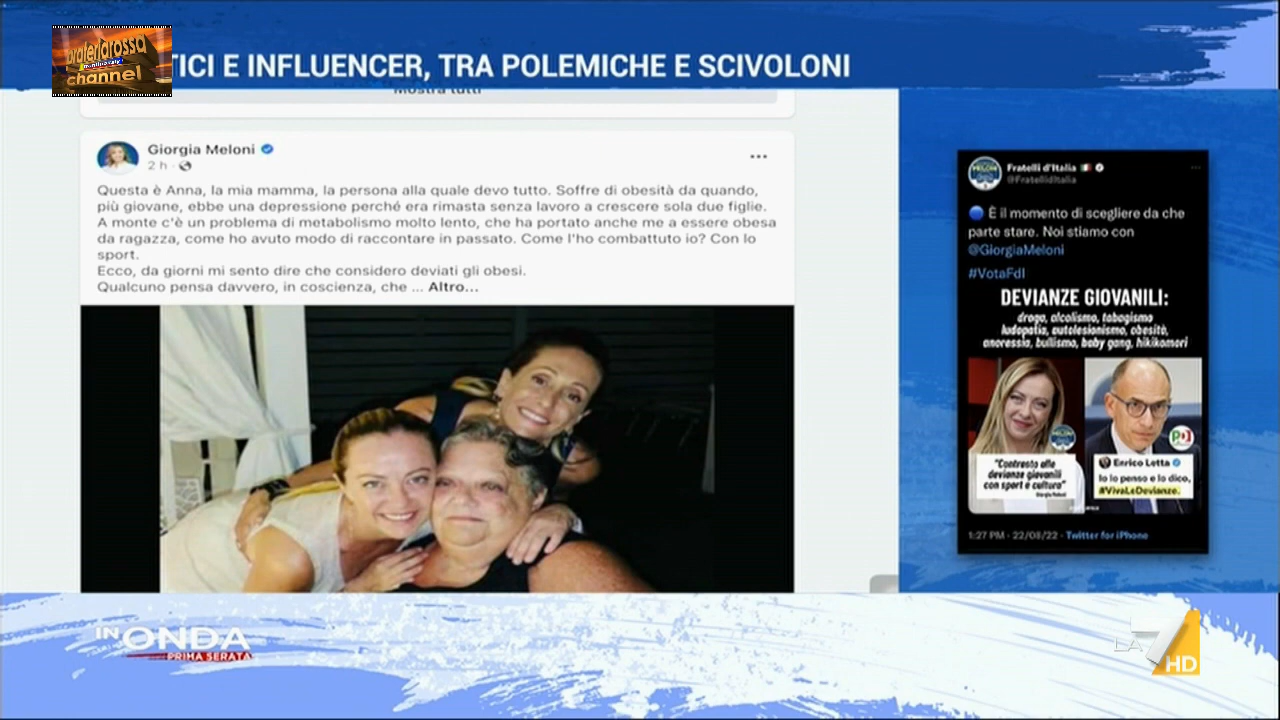 praterìarossa
channel
TICI E INFLUENCER, TRA POLEMICHE E SCIVOLONI
Mostra tutti
Giorgia Meloni
2 h ·
Questa è Anna, la mia mamma, la persona alla quale devo tutto. Soffre di obesità da quando,
più giovane, ebbe una depressione perché era rimasta senza lavoro a crescere sola due figlie.
A monte c'è un problema di metabolismo molto lento, che ha portato anche me a essere obesa
da ragazza, come ho avuto modo di raccontare in passato. Come l'ho combattuto io? Con lo
sport.
Ecco, da giorni mi sento dire che considero deviati gli obesi.
Qualcuno pensa davvero, in coscienza, che ... Altro...
Fratelli d'Italia
@FratellidItalia
È il momento di scegliere da che
parte stare. Noi stiamo con
@GiorgiaMeloni
#VotaFdI
DEVIANZE GIOVANILI:
droga, alcolismo, tabagismo
ludopatia, autolesionismo, obesità,
anoressia, bullismo, baby gang, hikikomori
"Contrasto alle
devianze giovanili
con sport e cultura"
Giorgia Meloni
PD
Enrico Letta
Io lo penso e lo dico,
#VivaLeDevianze.
1:27 PM · 22/08/22 · Twitter for iPhone
IN ONDA
PRIMA SERATA
LA 7 HD